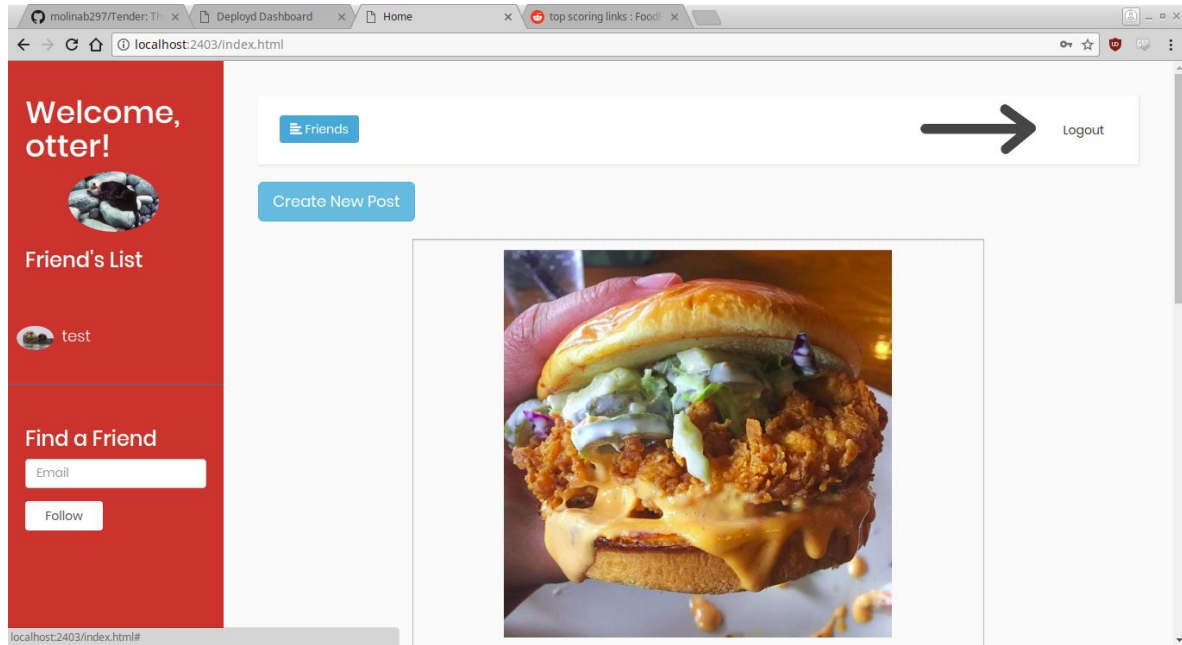 molinab297/Tender: Th
Deployd Dashboard
Home
top scoring links : FoodP
localhost:2403/index.html
Welcome,
otter!
Friends
Logout
Create New Post
Friend's List
test
Find a Friend
Email
Follow
localhost:2403/index.html#